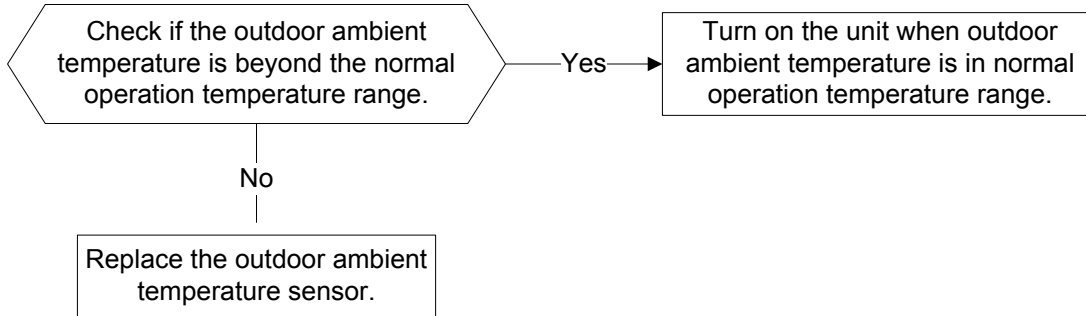 Check if the outdoor ambient
temperature is beyond the normal
operation temperature range.
Yes
Turn on the unit when outdoor
ambient temperature is in normal
operation temperature range.
No
Replace the outdoor ambient
temperature sensor.